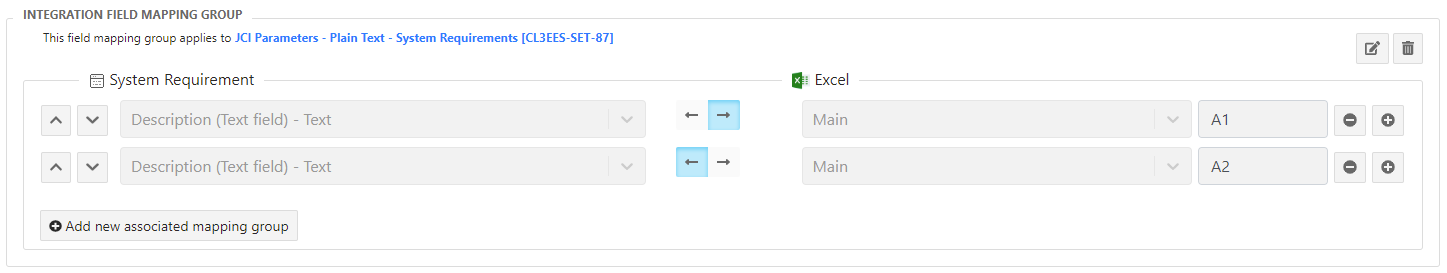 INTEGRATION FIELD MAPPING GROUP
This field mapping group applies to JCI Parameters - Plain Text - System Requirements [CL3EES-SET-87]
System Requirement Excel
Description (Text field) - Text ← → Main A1
Description (Text field) - Text ← → Main A2
Add new associated mapping group